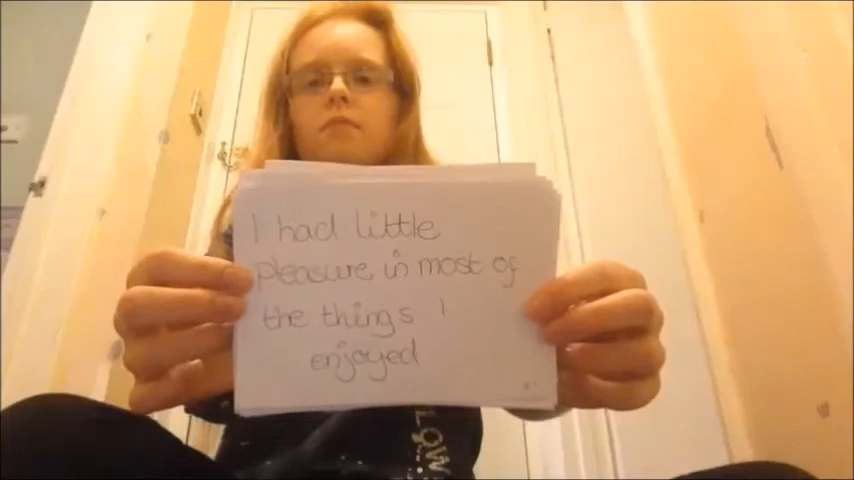 I had little
pleasure in most of
the things I
enjoyed